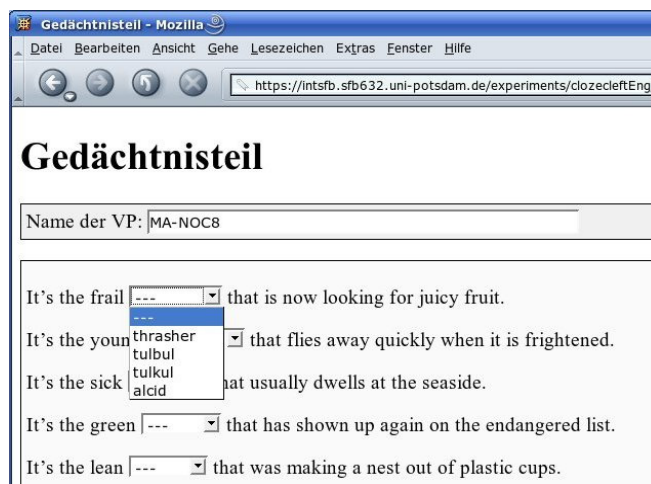 Gedächtnisteil - Mozilla
Datei Bearbeiten Ansicht Gehe Lesezeichen Extras Fenster Hilfe
https://intsfb.sfb632.uni-potsdam.de/experiments/clozecleftEng
Gedächtnisteil
Name der VP: MA-NOC8
It's the frail --- that is now looking for juicy fruit.
---
thrasher
It's the youn that flies away quickly when it is frightened.
tulbul
tulkul
It's the sick hat usually dwells at the seaside.
alcid
It's the green --- that has shown up again on the endangered list.
It's the lean --- that was making a nest out of plastic cups.